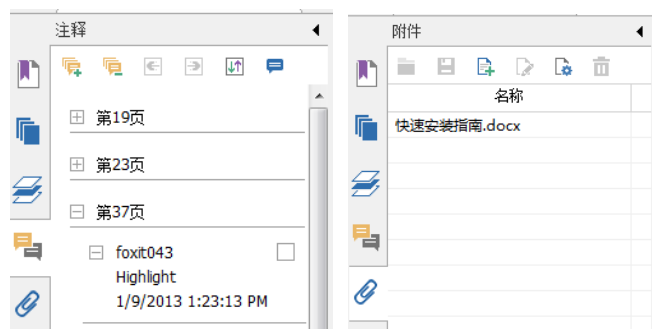 注释
第19页
第23页
第37页
foxit043
Highlight
1/9/2013 1:23:13 PM
附件
名称
快速安装指南.docx